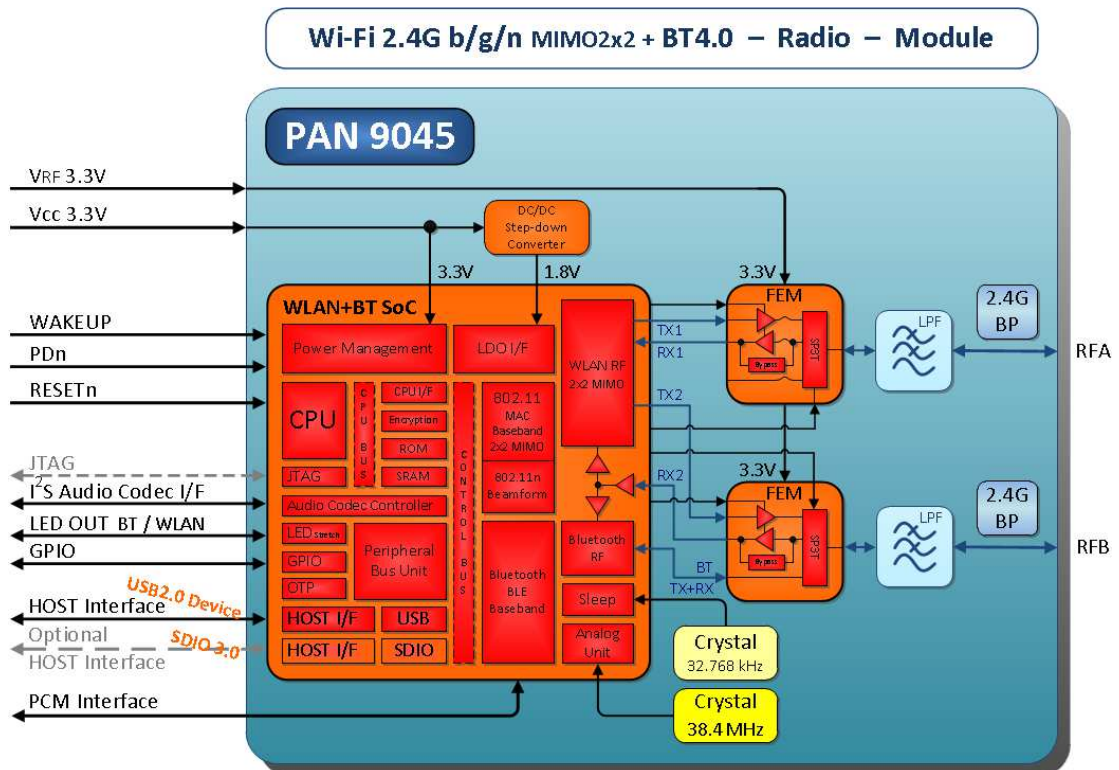 Wi-Fi 2.4G b/g/n MIMO2x2 + BT4.0 – Radio – Module
PAN 9045
VRF 3.3V
Vcc 3.3V
DC/DC
Step-down
Converter
3.3V
1.8V
3.3V
WLAN+BT SoC
FEM
2.4G
BP
LPF
WAKEUP
PDn
RESETn
Power Management
LDO I/F
WLAN RF
2x2 MIMO
TX1
RX1
Bypass
SP3T
RFA
CPU
CPU BUS
CPU I/F
Encryption
ROM
SRAM
CONTROL BUS
802.11
MAC
Baseband
2x2 MIMO
802.11n
Beamform
TX2
RX2
3.3V
FEM
2.4G
BP
LPF
JTAG
JTAG
I2S Audio Codec I/F
Audio Codec Controller
LED OUT BT / WLAN
LED Stretch
Peripheral
Bus Unit
GPIO
GPIO
OTP
Bluetooth
RF
Bluetooth
BLE
Baseband
BT
TX+RX
Bypass
SP3T
RFB
USB2.0 Device
HOST Interface
HOST I/F
USB
Sleep
Optional
SDIO 3.0
HOST Interface
HOST I/F
SDIO
Analog
Unit
Crystal
32.768 kHz
PCM Interface
Crystal
38.4 MHz